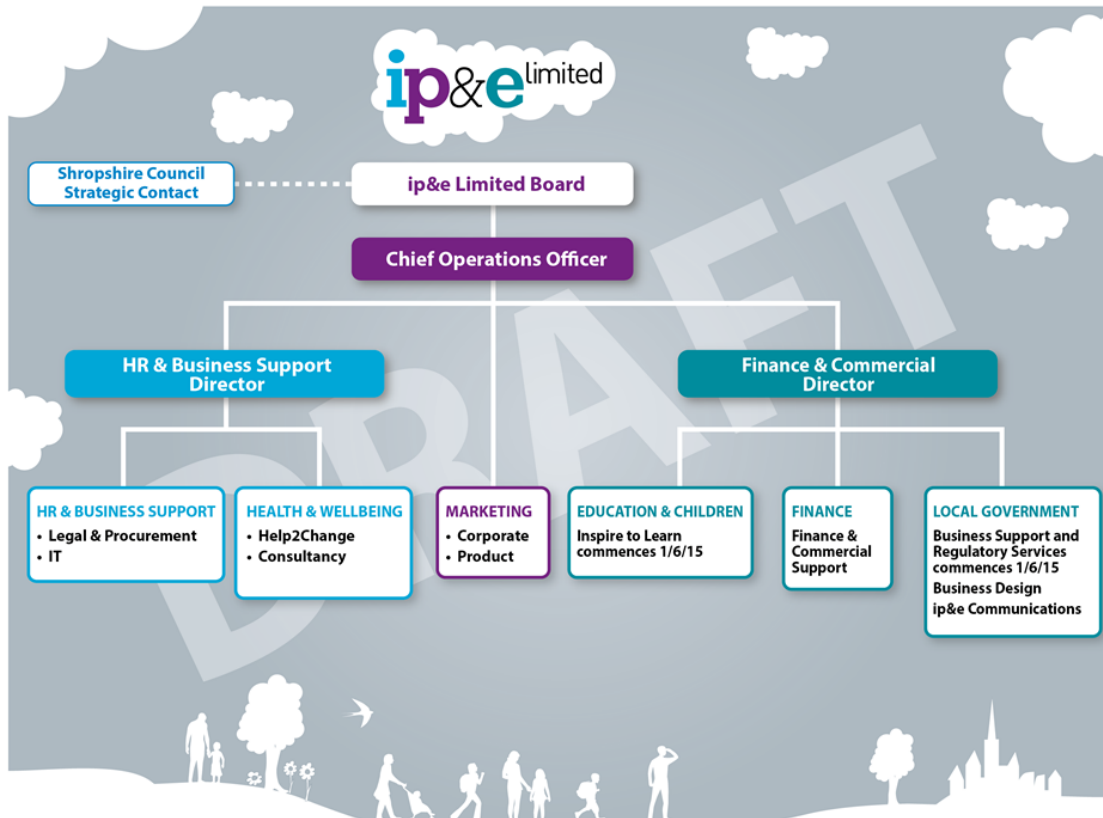 ip&e limited
Shropshire Council
Strategic Contact
ip&e Limited Board
Chief Operations Officer
HR & Business Support
Director
Finance & Commercial
Director
HR & BUSINESS SUPPORT
• Legal & Procurement
• IT
HEALTH & WELLBEING
• Help2Change
• Consultancy
MARKETING
• Corporate
• Product
EDUCATION & CHILDREN
Inspire to Learn
commences 1/6/15
FINANCE
Finance &
Commercial
Support
LOCAL GOVERNMENT
Business Support and
Regulatory Services
commences 1/6/15
Business Design
ip&e Communications
DRAFT